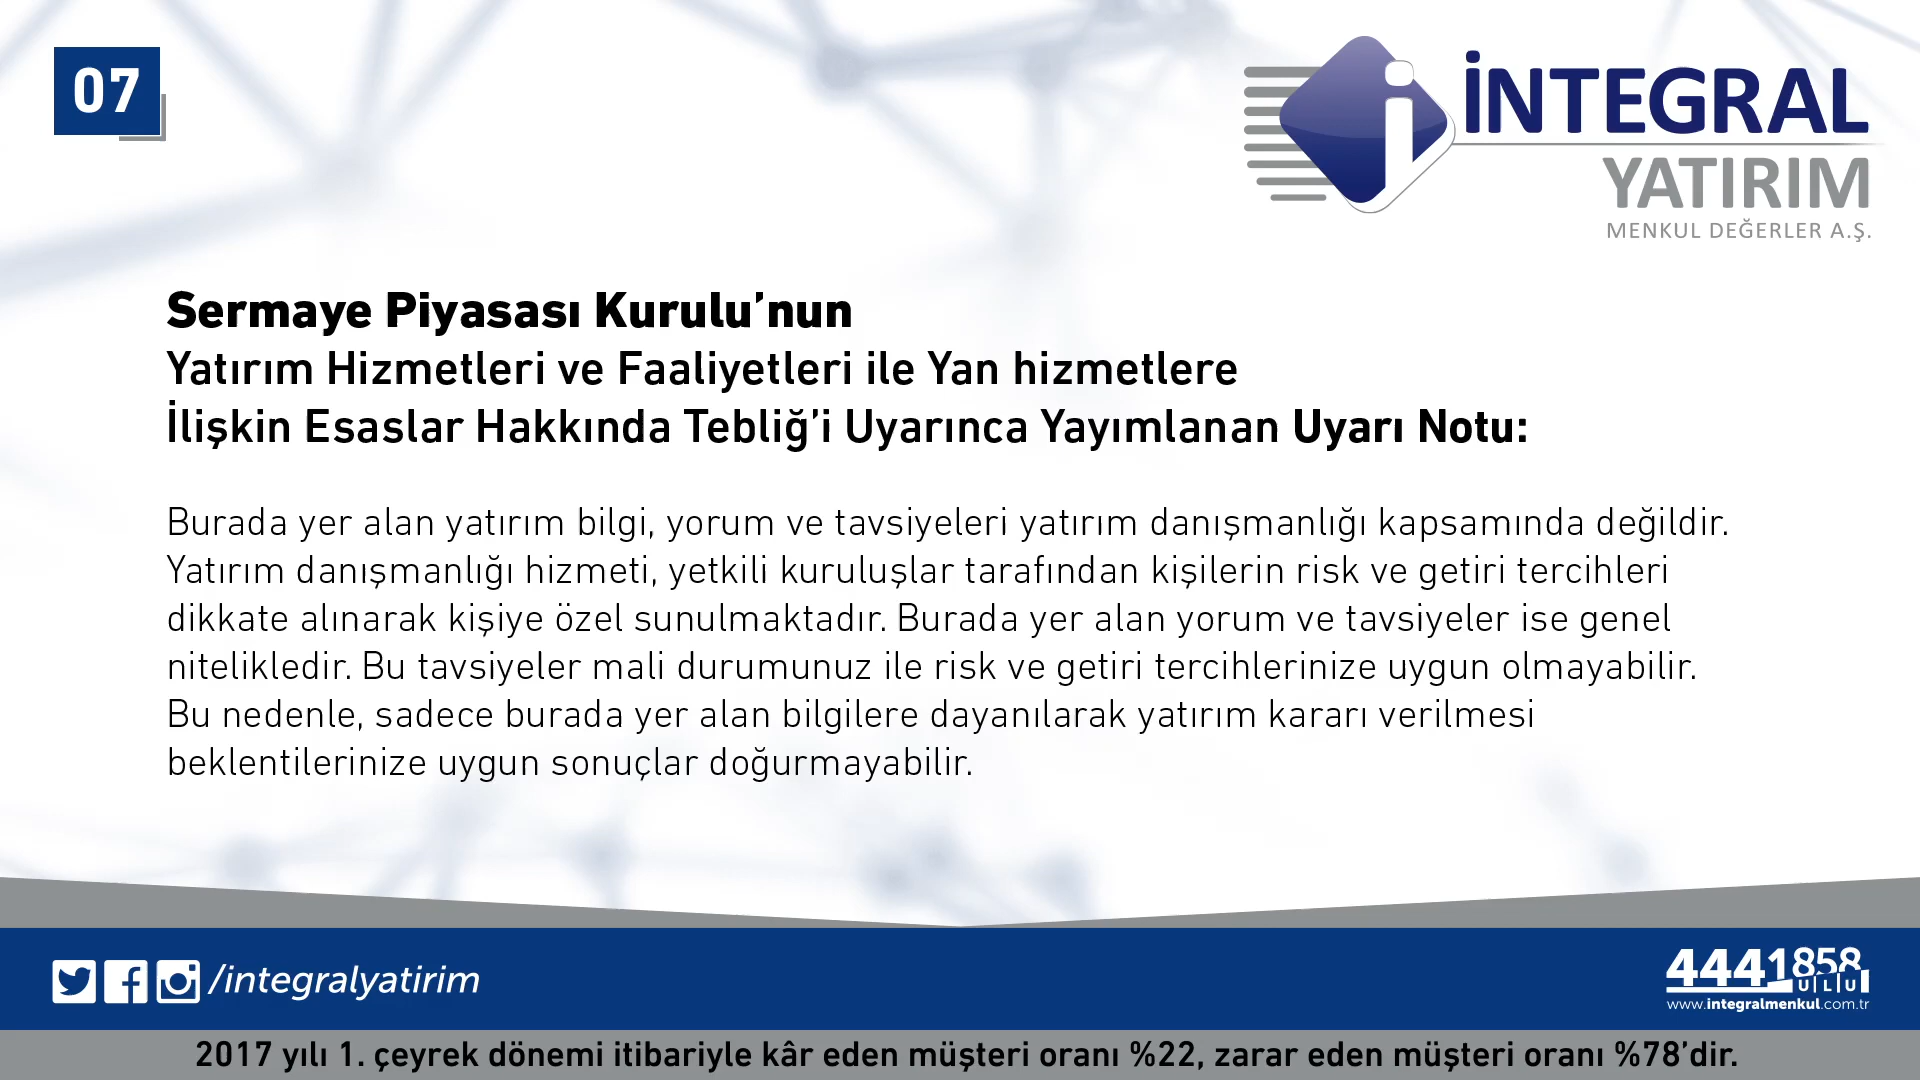 07
İNTEGRAL
YATIRIM
MENKUL DEĞERLER A.Ş.
Sermaye Piyasası Kurulu’nun
Yatırım Hizmetleri ve Faaliyetleri ile Yan hizmetlere
İlişkin Esaslar Hakkında Tebliğ’i Uyarınca Yayımlanan Uyarı Notu:
Burada yer alan yatırım bilgi, yorum ve tavsiyeleri yatırım danışmanlığı kapsamında değildir.
Yatırım danışmanlığı hizmeti, yetkili kuruluşlar tarafından kişilerin risk ve getiri tercihleri
dikkate alınarak kişiye özel sunulmaktadır. Burada yer alan yorum ve tavsiyeler ise genel
nitelikledir. Bu tavsiyeler mali durumunuz ile risk ve getiri tercihlerinize uygun olmayabilir.
Bu nedenle, sadece burada yer alan bilgilere dayanılarak yatırım kararı verilmesi
beklentilerinize uygun sonuçlar doğurmayabilir.
/integralyatirim
444 1858
U L U
www.integralmenkul.com.tr
2017 yılı 1. çeyrek dönemi itibariyle kâr eden müşteri oranı %22, zarar eden müşteri oranı %78’dir.